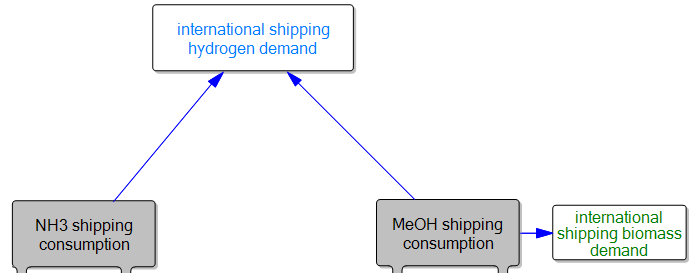 international shipping
hydrogen demand
NH3 shipping
consumption
MeOH shipping
consumption
international
shipping biomass
demand